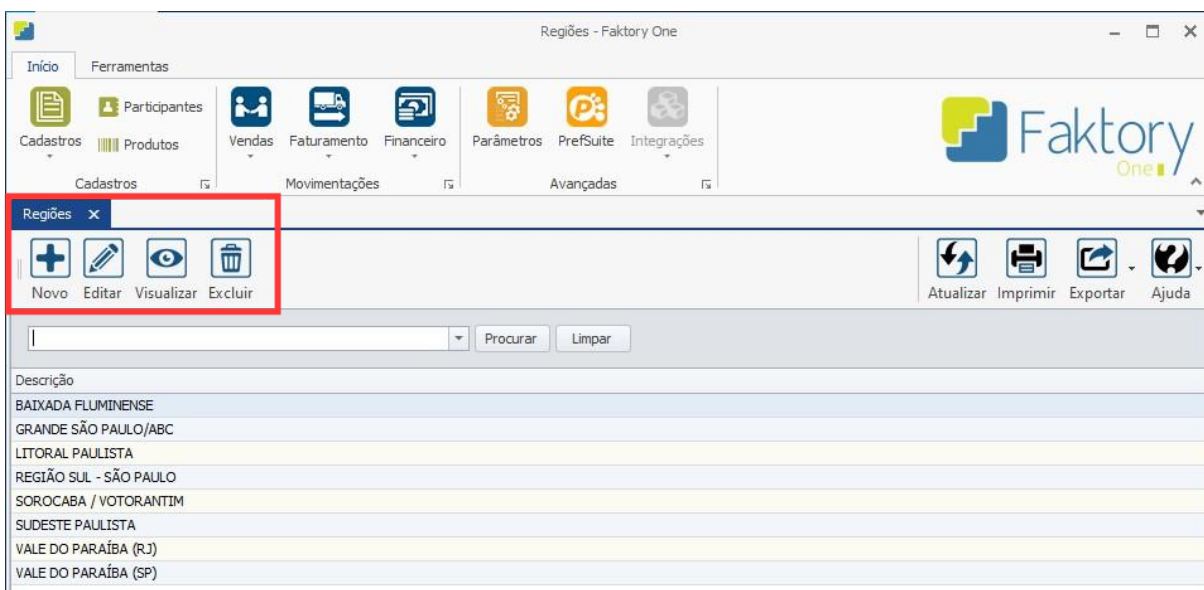 Regiões - Faktory One
Início Ferramentas
Cadastros Participantes Produtos Vendas Faturamento Financeiro Parâmetros PrefSuite Integrações
Cadastros Movimentações Avançadas
Faktory
One
Regiões
Novo Editar Visualizar Excluir Atualizar Imprimir Exportar Ajuda
Procurar Limpar
Descrição
BAIXADA FLUMINENSE
GRANDE SÃO PAULO/ABC
LITORAL PAULISTA
REGIÃO SUL - SÃO PAULO
SOROCABA / VOTORANTIM
SUDESTE PAULISTA
VALE DO PARAÍBA (RJ)
VALE DO PARAÍBA (SP)